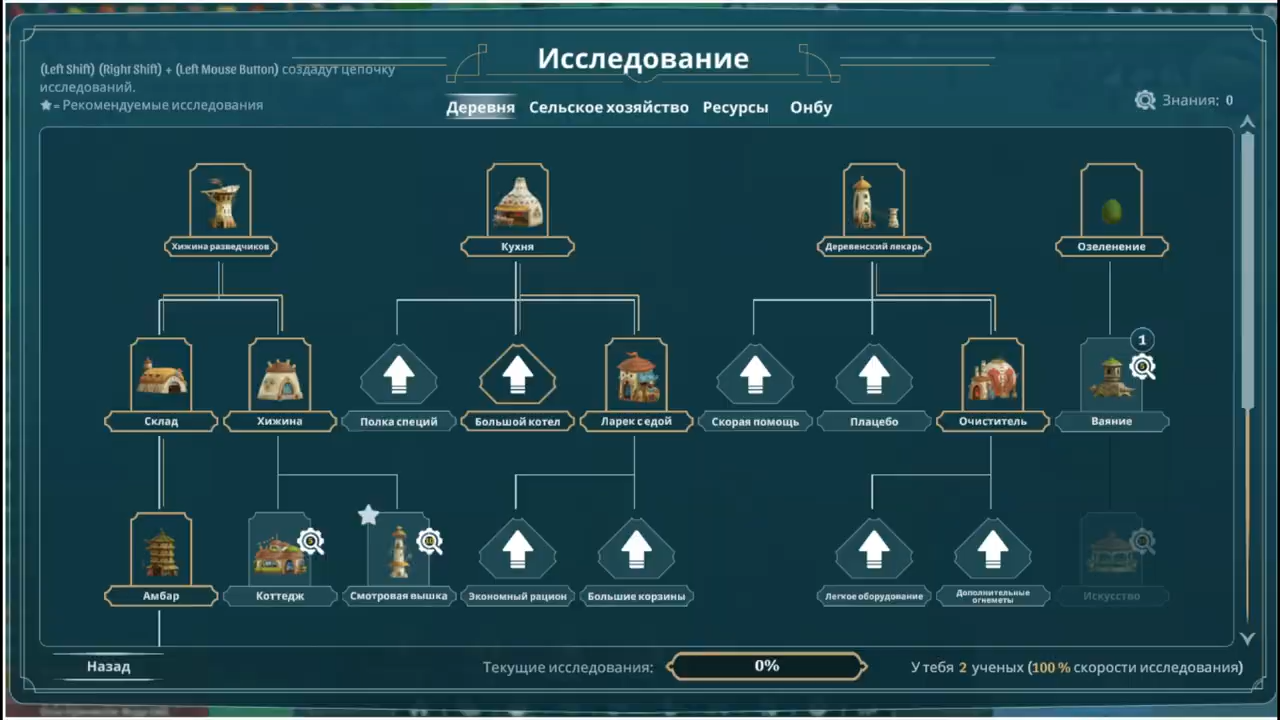 Исследование
(Left Shift) (Right Shift) + (Left Mouse Button) создадут цепочку
исследований.
★= Рекомендуемые исследования
Деревня Сельское хозяйство Ресурсы Онбу
Знания: 0
Хижина разведчиков
Кухня
Деревенский лекарь
Озеленение
1
Склад
Хижина
Полка специй
Большой котел
Ларек с едой
Скорая помощь
Плацебо
Очиститель
Ваяние
Амбар
Коттедж
Смотровая вышка
Экономный рацион
Большие корзины
Легкое оборудование
Дополнительные
огнеметы
Искусство
Назад
Текущие исследования:
0%
У тебя 2 ученых (100 % скорости исследования)